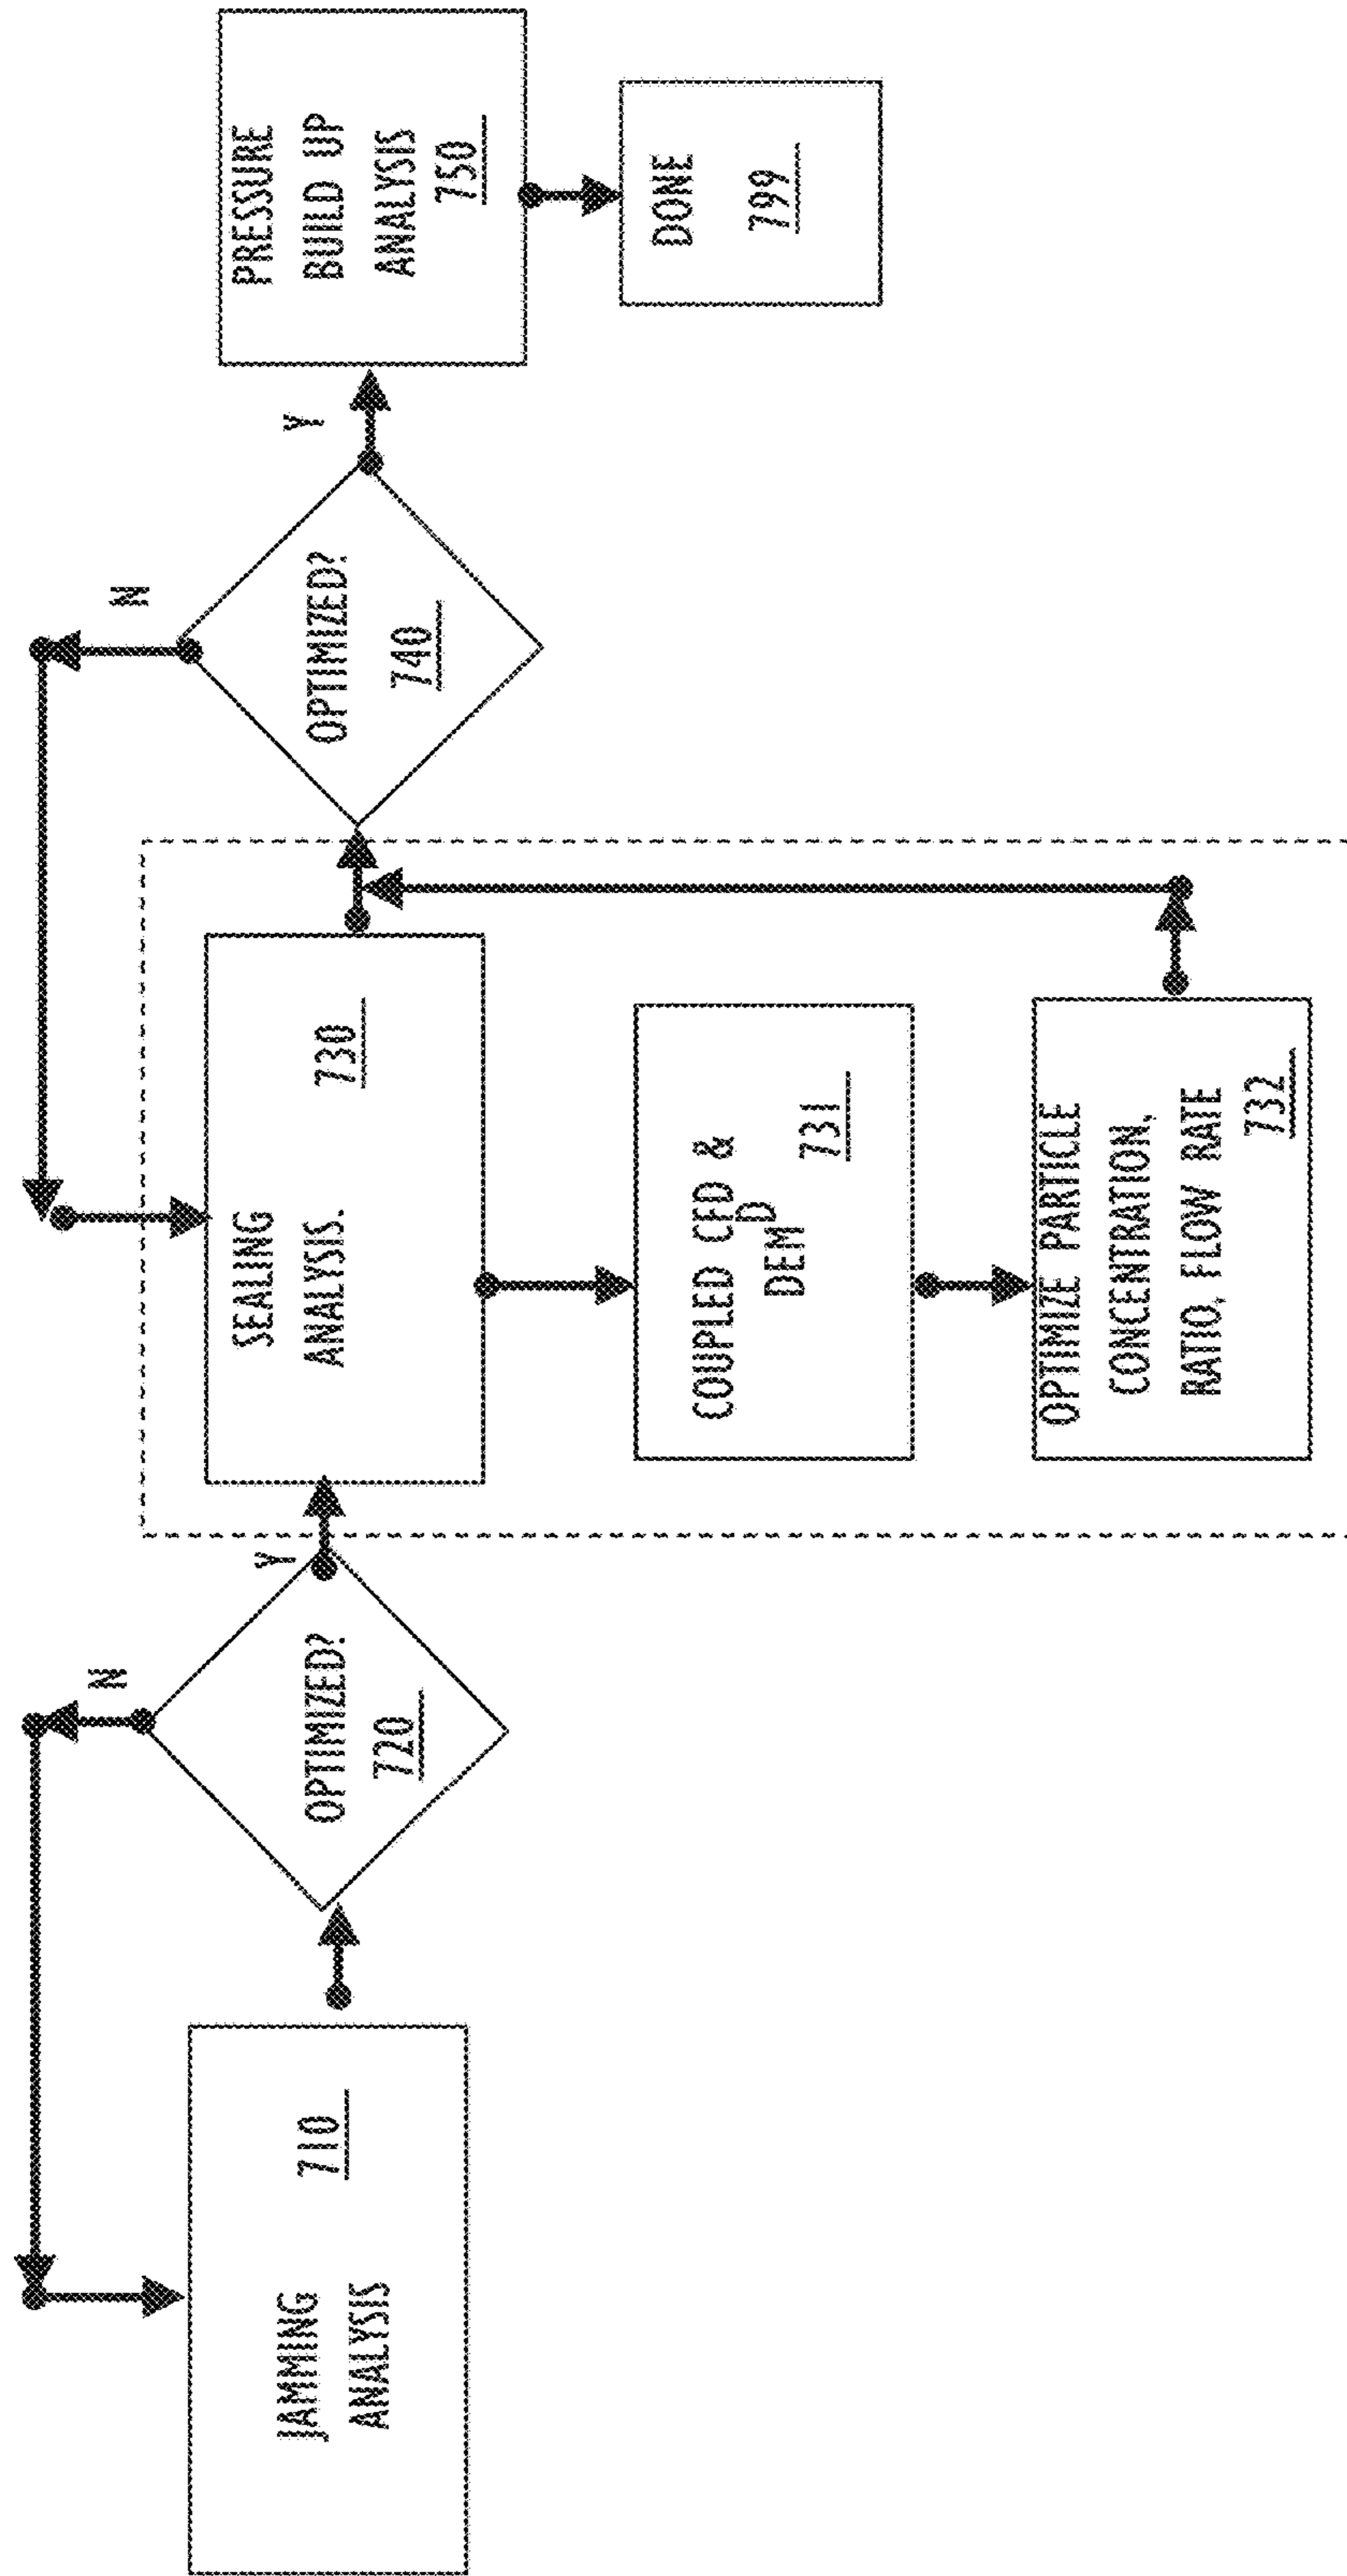 JAMMING
ANALYSIS
710
N
OPTIMIZED?
720
Y
SEALING
ANALYSIS.
730
COUPLED CFD &
D
DEM
731
OPTIMIZE PARTICLE
CONCENTRATION,
RATIO, FLOW RATE
732
N
OPTIMIZED?
740
Y
PRESSURE
BUILD UP
ANALYSIS
750
DONE
799